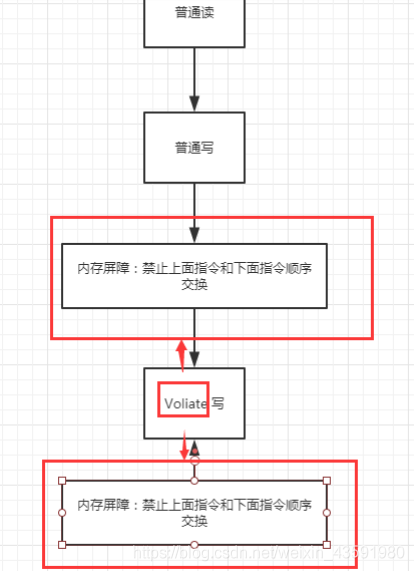 普通读
普通写
内存屏障：禁止上面指令和下面指令顺序
交换
Voliate 写
内存屏障：禁止上面指令和下面指令顺序
交换
https://blog.csdn.net/weixin_43591980